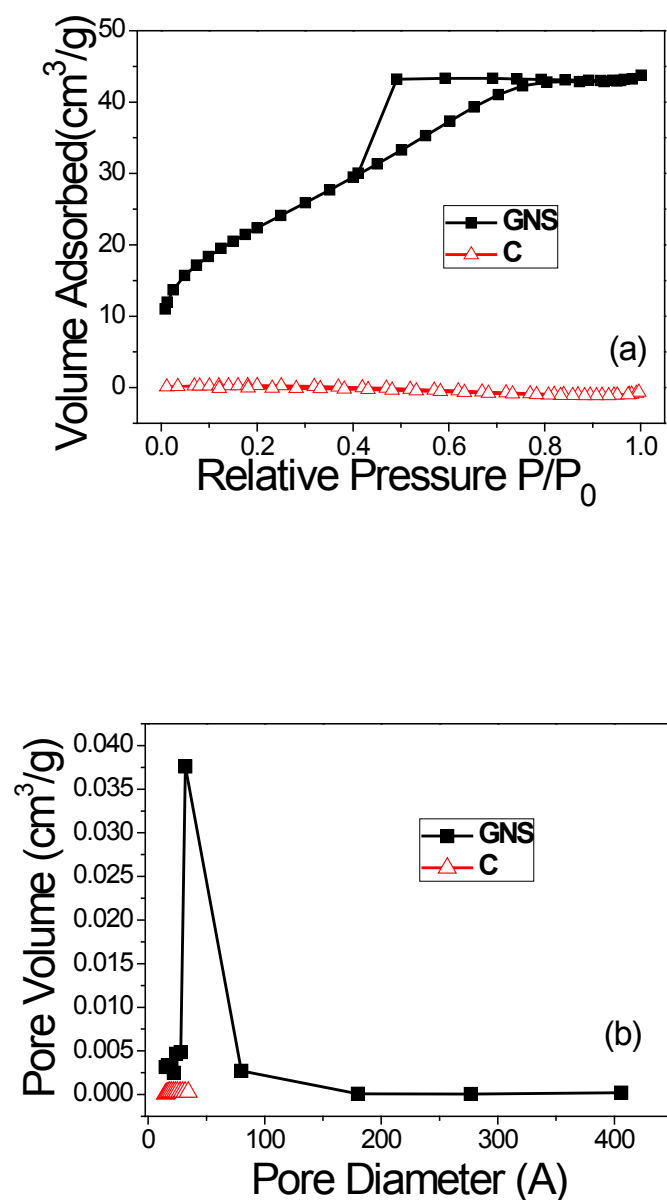 50
40
30
20
10
0
Volume Adsorbed(cm³/g)
GNS
C
(a)
0.0 0.2 0.4 0.6 0.8 1.0
Relative Pressure P/P₀
0.040
0.035
0.030
0.025
0.020
0.015
0.010
0.005
0.000
Pore Volume (cm³/g)
GNS
C
(b)
0 100 200 300 400
Pore Diameter (A)